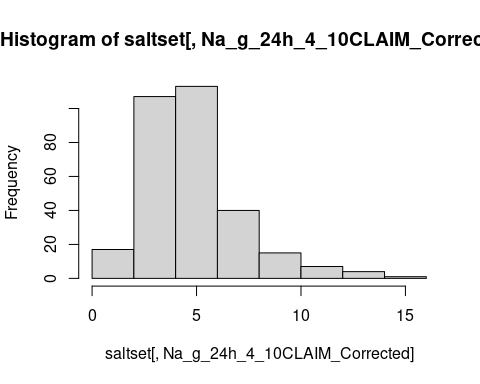 Histogram of saltset[, Na_g_24h_4_10CLAIM_Correc
Frequency
80
60
40
20
0
0 5 10 15
saltset[, Na_g_24h_4_10CLAIM_Corrected]